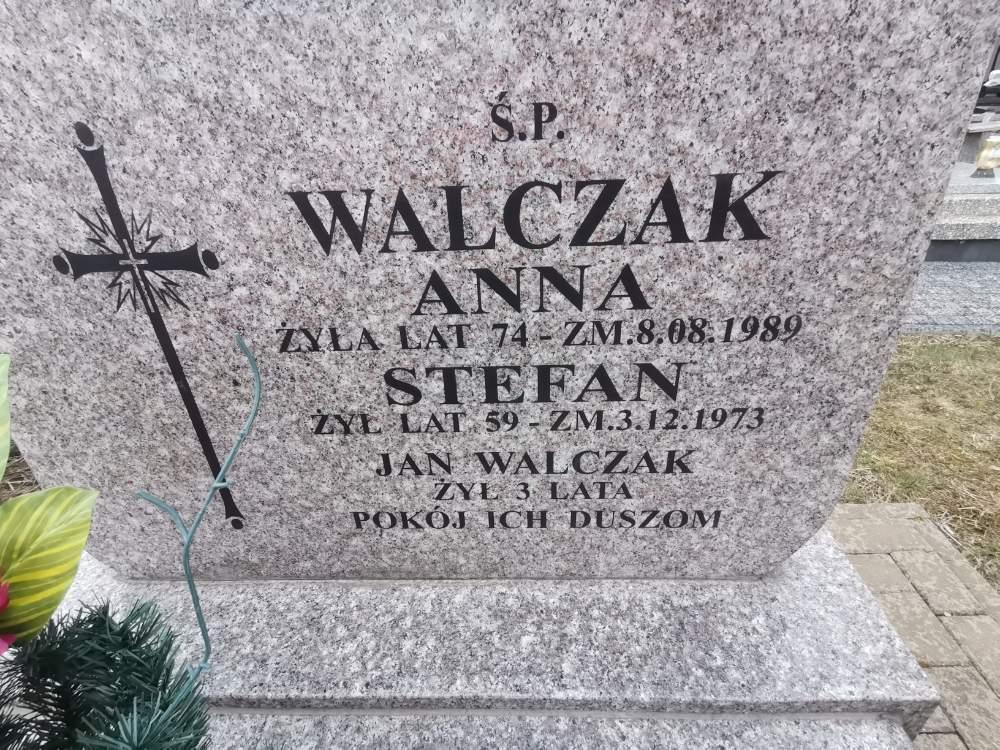 Ś.P.
WALCZAK
ANNA
ŻYŁA LAT 74 - ZM.8.08.1989
STEFAN
ŻYŁ LAT 59 - ZM.3.12.1973
JAN WALCZAK
ŻYŁ 3 LATA
POKÓJ ICH DUSZOM